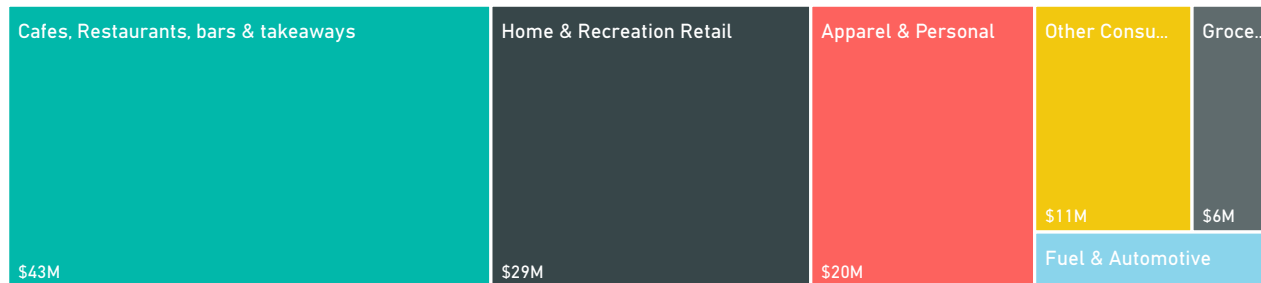 Cafes, Restaurants, bars & takeaways
$43M
Home & Recreation Retail
$29M
Apparel & Personal
$20M
Other Consu...
$11M
Groce...
$6M
Fuel & Automotive